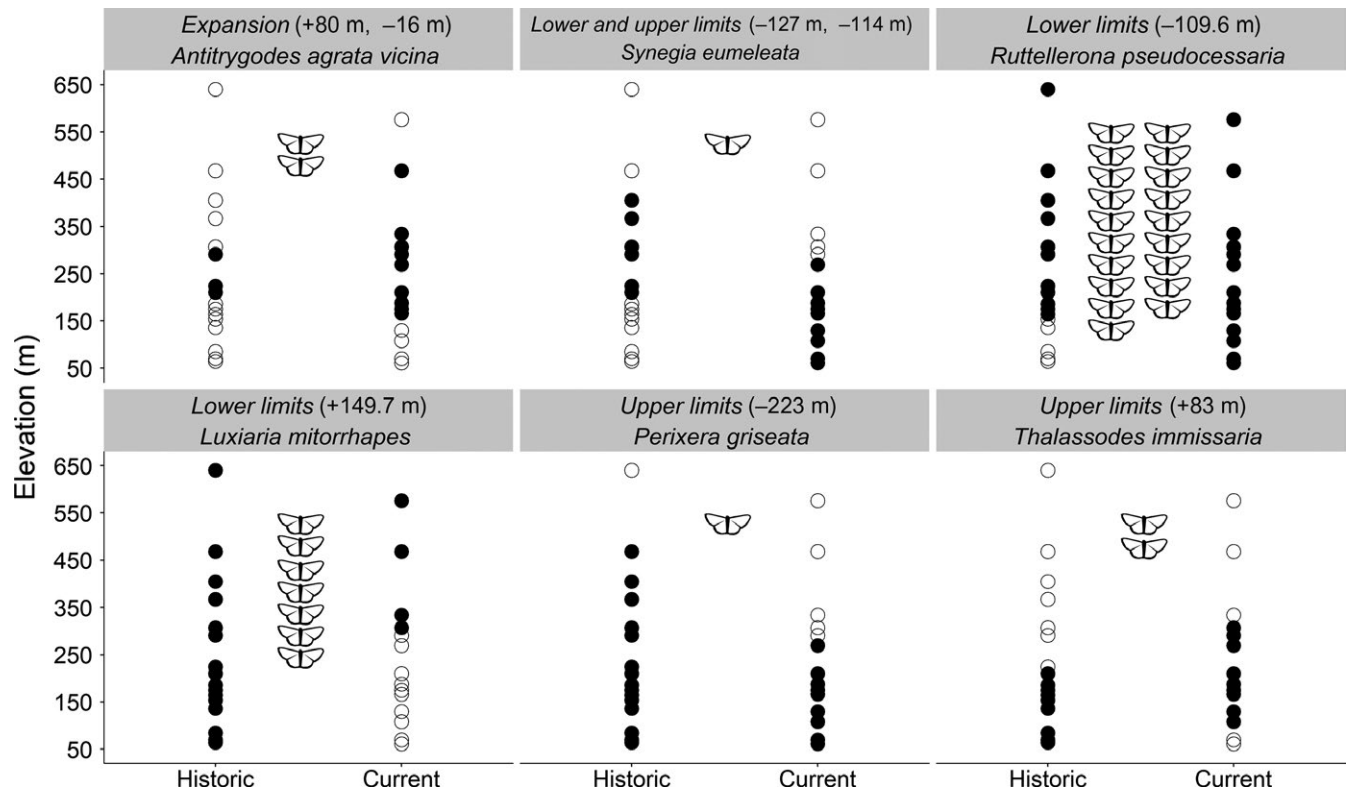 Expansion (+80 m, –16 m)
Antitrygodes agrata vicina
Lower and upper limits (–127 m, –114 m)
Synegia eumeleata
Lower limits (–109.6 m)
Ruttellerona pseudocessaria
650
550
450
350
250
150
50
Elevation (m)
Lower limits (+149.7 m)
Luxiaria mitorrhapes
Upper limits (–223 m)
Perixera griseata
Upper limits (+83 m)
Thalassodes immissaria
650
550
450
350
250
150
50
Historic Current
Historic Current
Historic Current